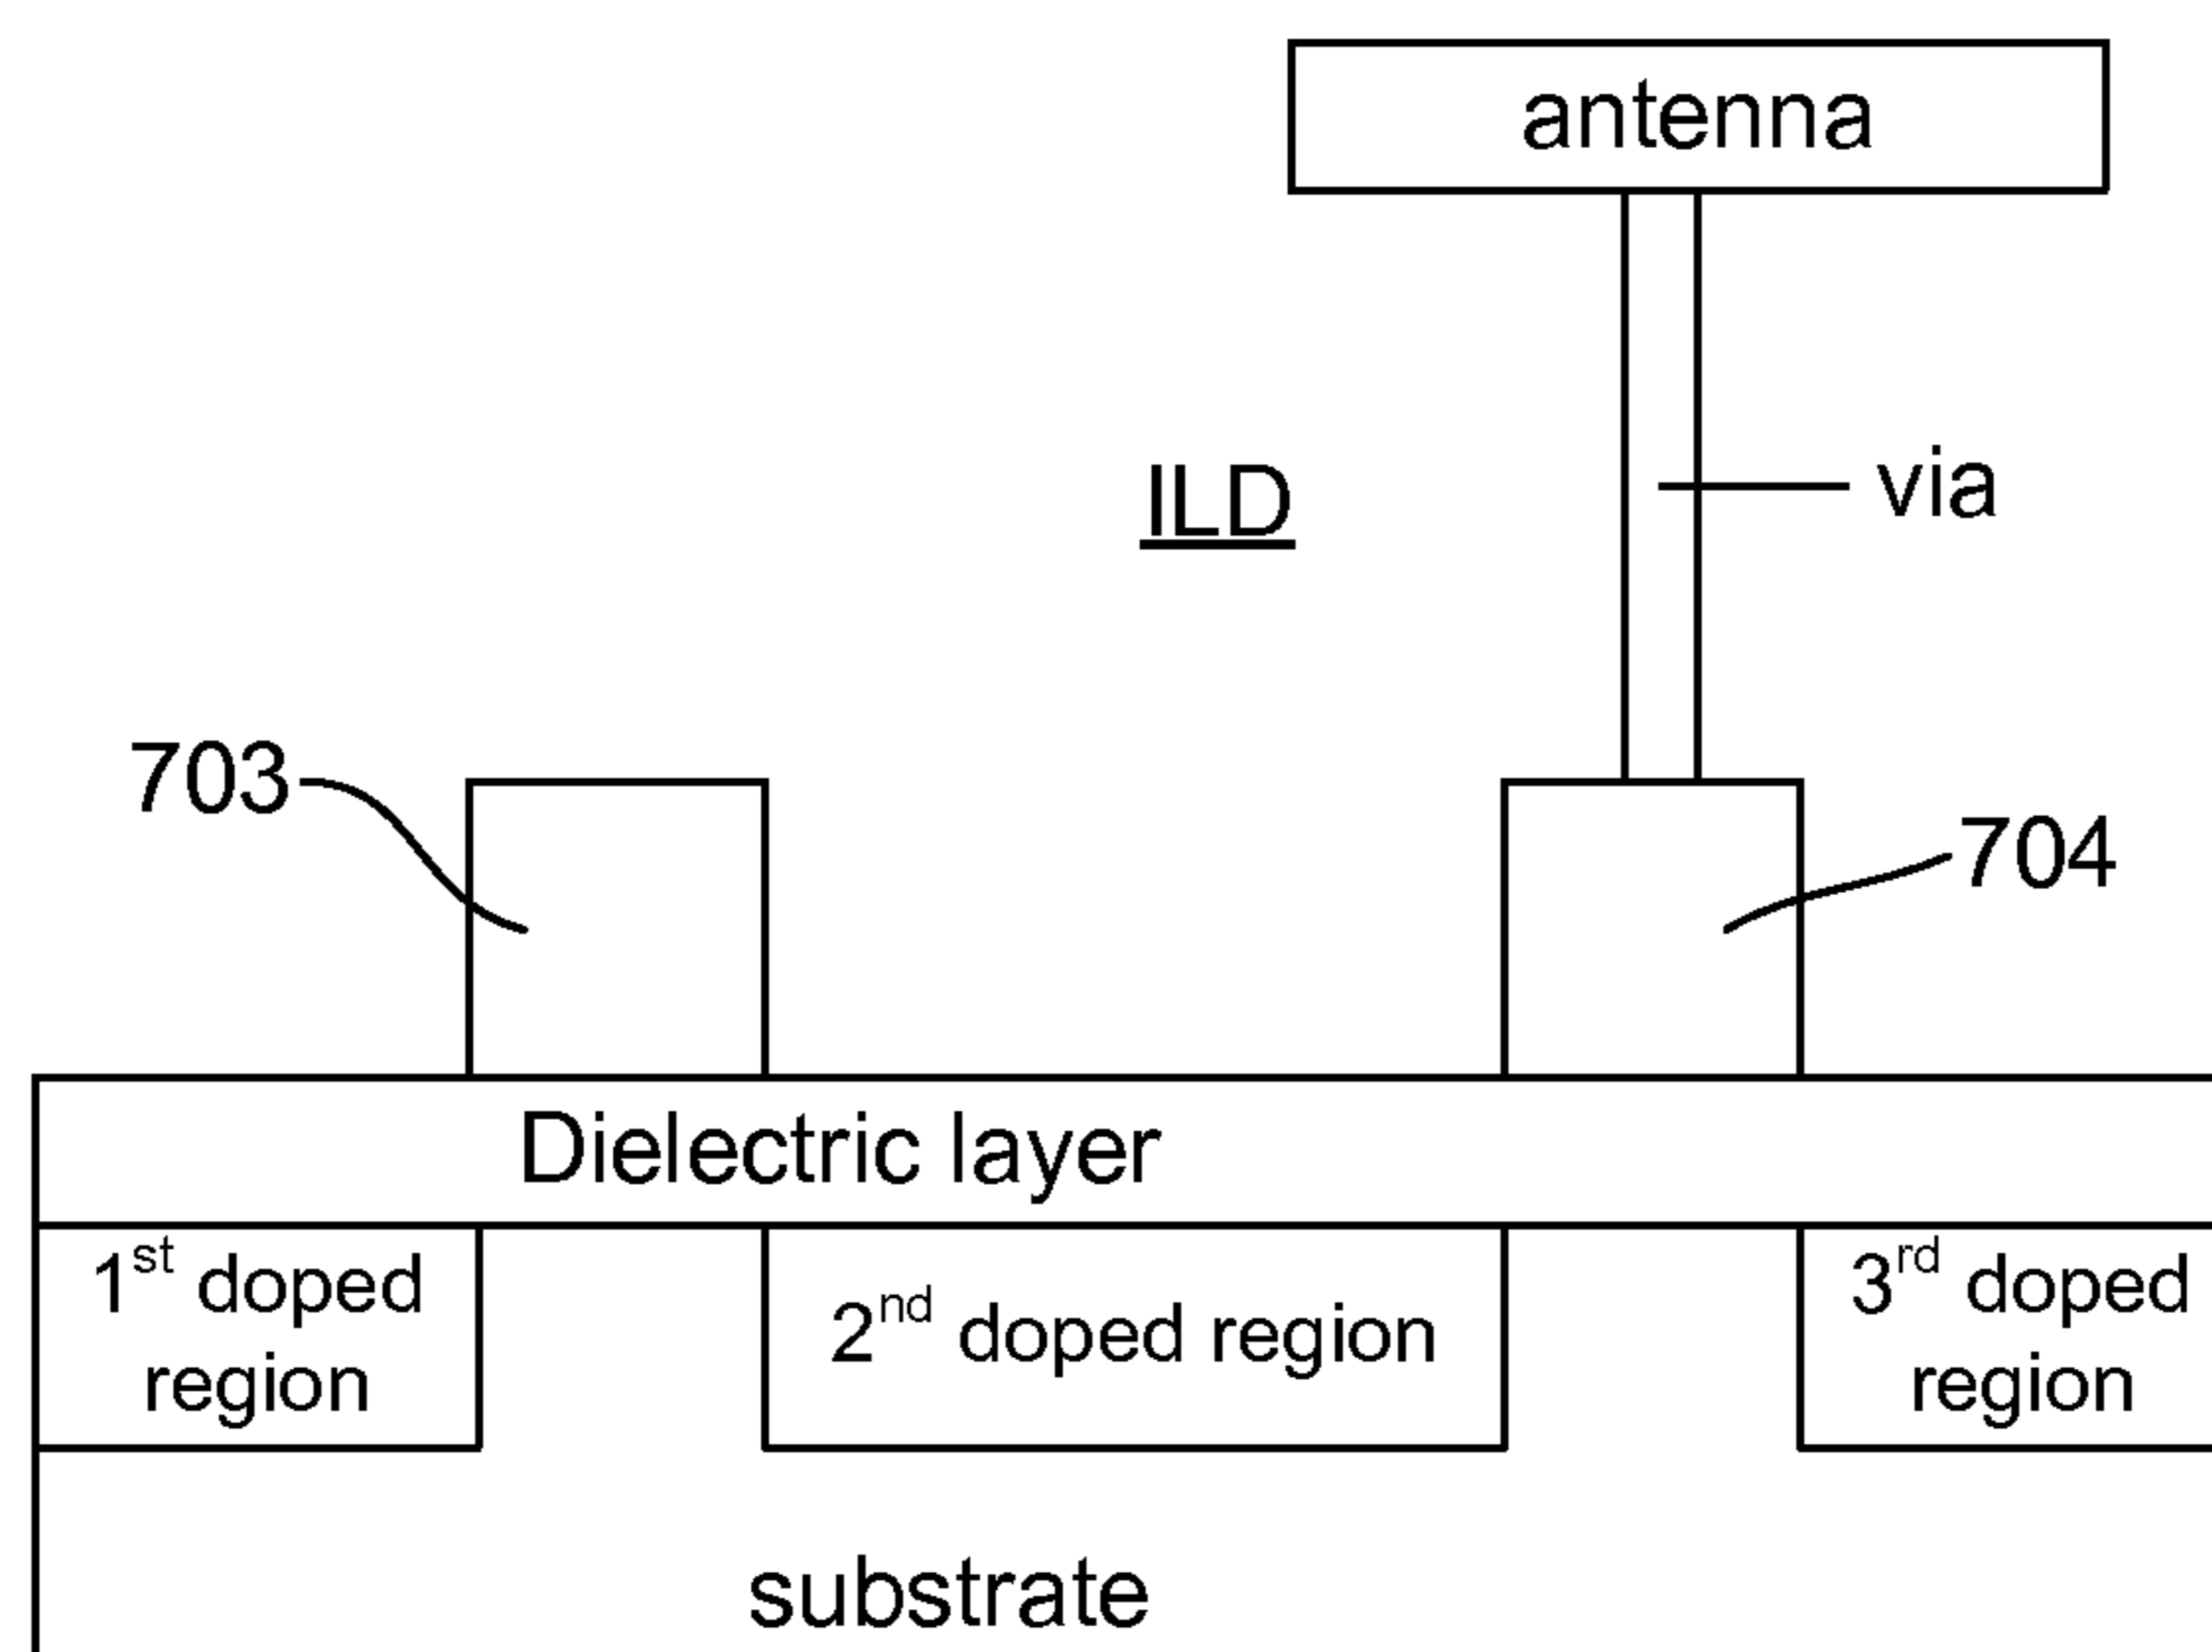 antenna
ILD
via
703
704
Dielectric layer
1st doped
region
2nd doped region
3rd doped
region
substrate